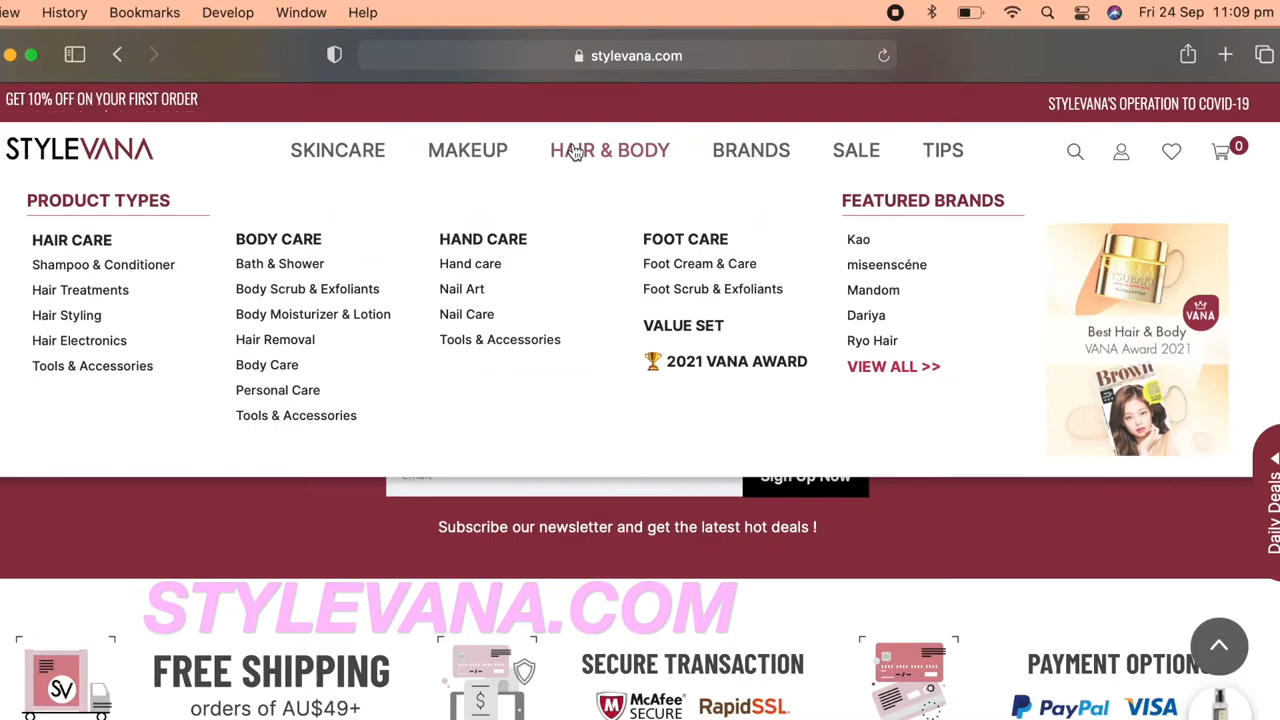 History Bookmarks Develop Window Help Fri 24 Sep 11:09 pm
stylevana.com
GET 10% OFF ON YOUR FIRST ORDER
STYLEVANA'S OPERATION TO COVID-19
STYLEVANA SKINCARE MAKEUP HAIR & BODY BRANDS SALE TIPS 0
PRODUCT TYPES
HAIR CARE
Shampoo & Conditioner
Hair Treatments
Hair Styling
Hair Electronics
Tools & Accessories
BODY CARE
Bath & Shower
Body Scrub & Exfoliants
Body Moisturizer & Lotion
Hair Removal
Body Care
Personal Care
Tools & Accessories
HAND CARE
Hand care
Nail Art
Nail Care
Tools & Accessories
FOOT CARE
Foot Cream & Care
Foot Scrub & Exfoliants
VALUE SET
2021 VANA AWARD
FEATURED BRANDS
Kao
miseenscéne
Mandom
Dariya
Ryo Hair
VIEW ALL >>
TSUBAKI
VANA
Best Hair & Body
VANA Award 2021
Brown
Sign Up Now
Subscribe our newsletter and get the latest hot deals !
Daily Deals
STYLEVANA.COM
SV
FREE SHIPPING
orders of AU$49+
$
SECURE TRANSACTION
McAfee SECURE RapidSSL.
PAYMENT OPTION
PayPal VISA